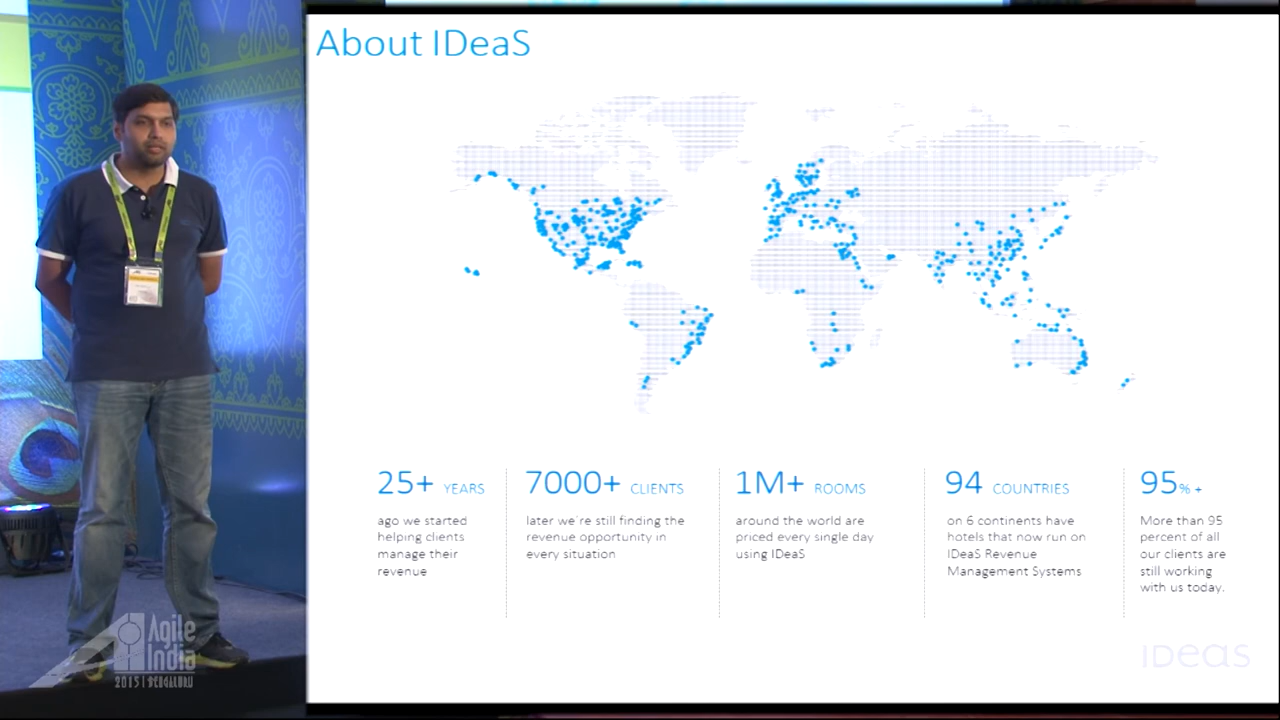 About IDeaS
25+ YEARS
ago we started
helping clients
manage their
revenue
7000+ CLIENTS
later we're still finding the
revenue opportunity in
every situation
1M+ ROOMS
around the world are
priced every single day
using IDeaS
94 COUNTRIES
on 6 continents have
hotels that now run on
IDeaS Revenue
Management Systems
95% +
More than 95
percent of all
our clients are
still working
with us today.
IDeaS
Agile
India
2015 | BENGALURU